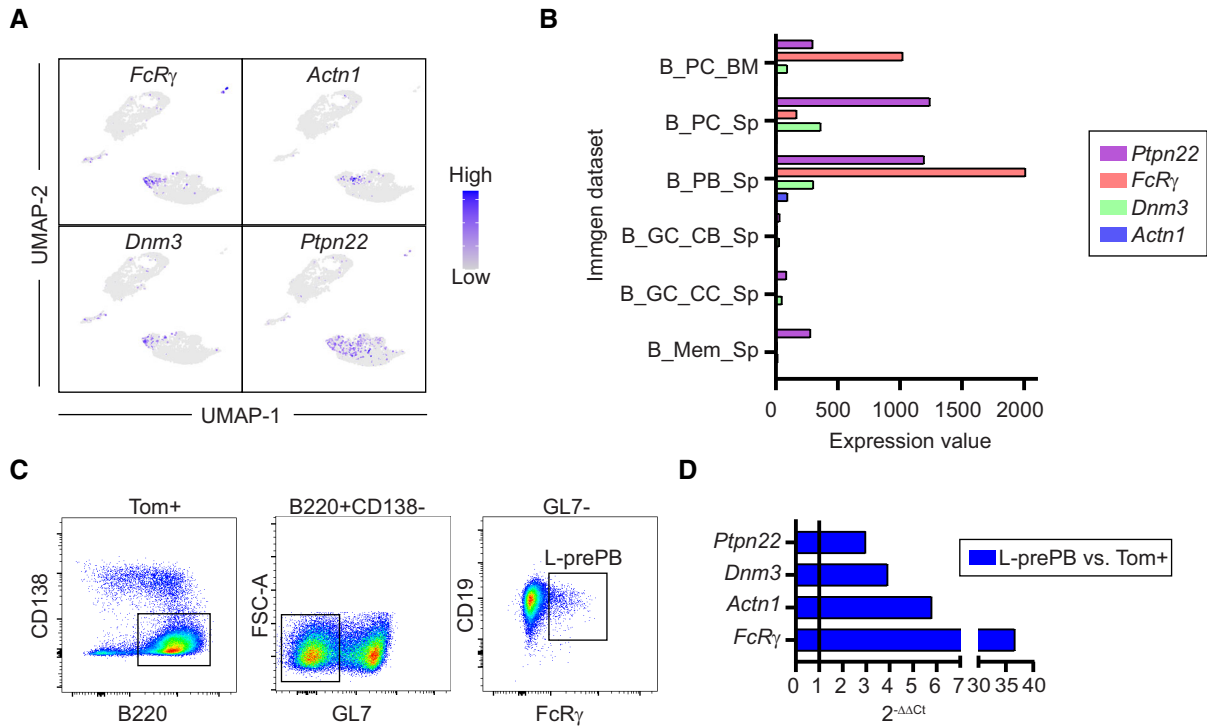 A
FcRγ
Actn1
Dnm3
Ptpn22
UMAP-2
UMAP-1
High
Low
B
Immgen dataset
B_PC_BM
B_PC_Sp
B_PB_Sp
B_GC_CB_Sp
B_GC_CC_Sp
B_Mem_Sp
0 500 1000 1500 2000
Expression value
Ptpn22
FcRγ
Dnm3
Actn1
C
Tom+
CD138
B220
B220+CD138-
FSC-A
GL7
GL7-
L-prePB
CD19
FcRγ
D
Ptpn22
Dnm3
Actn1
FcRγ
L-prePB vs. Tom+
0 1 2 3 4 5 6 7 30 35 40
2-ΔΔCt